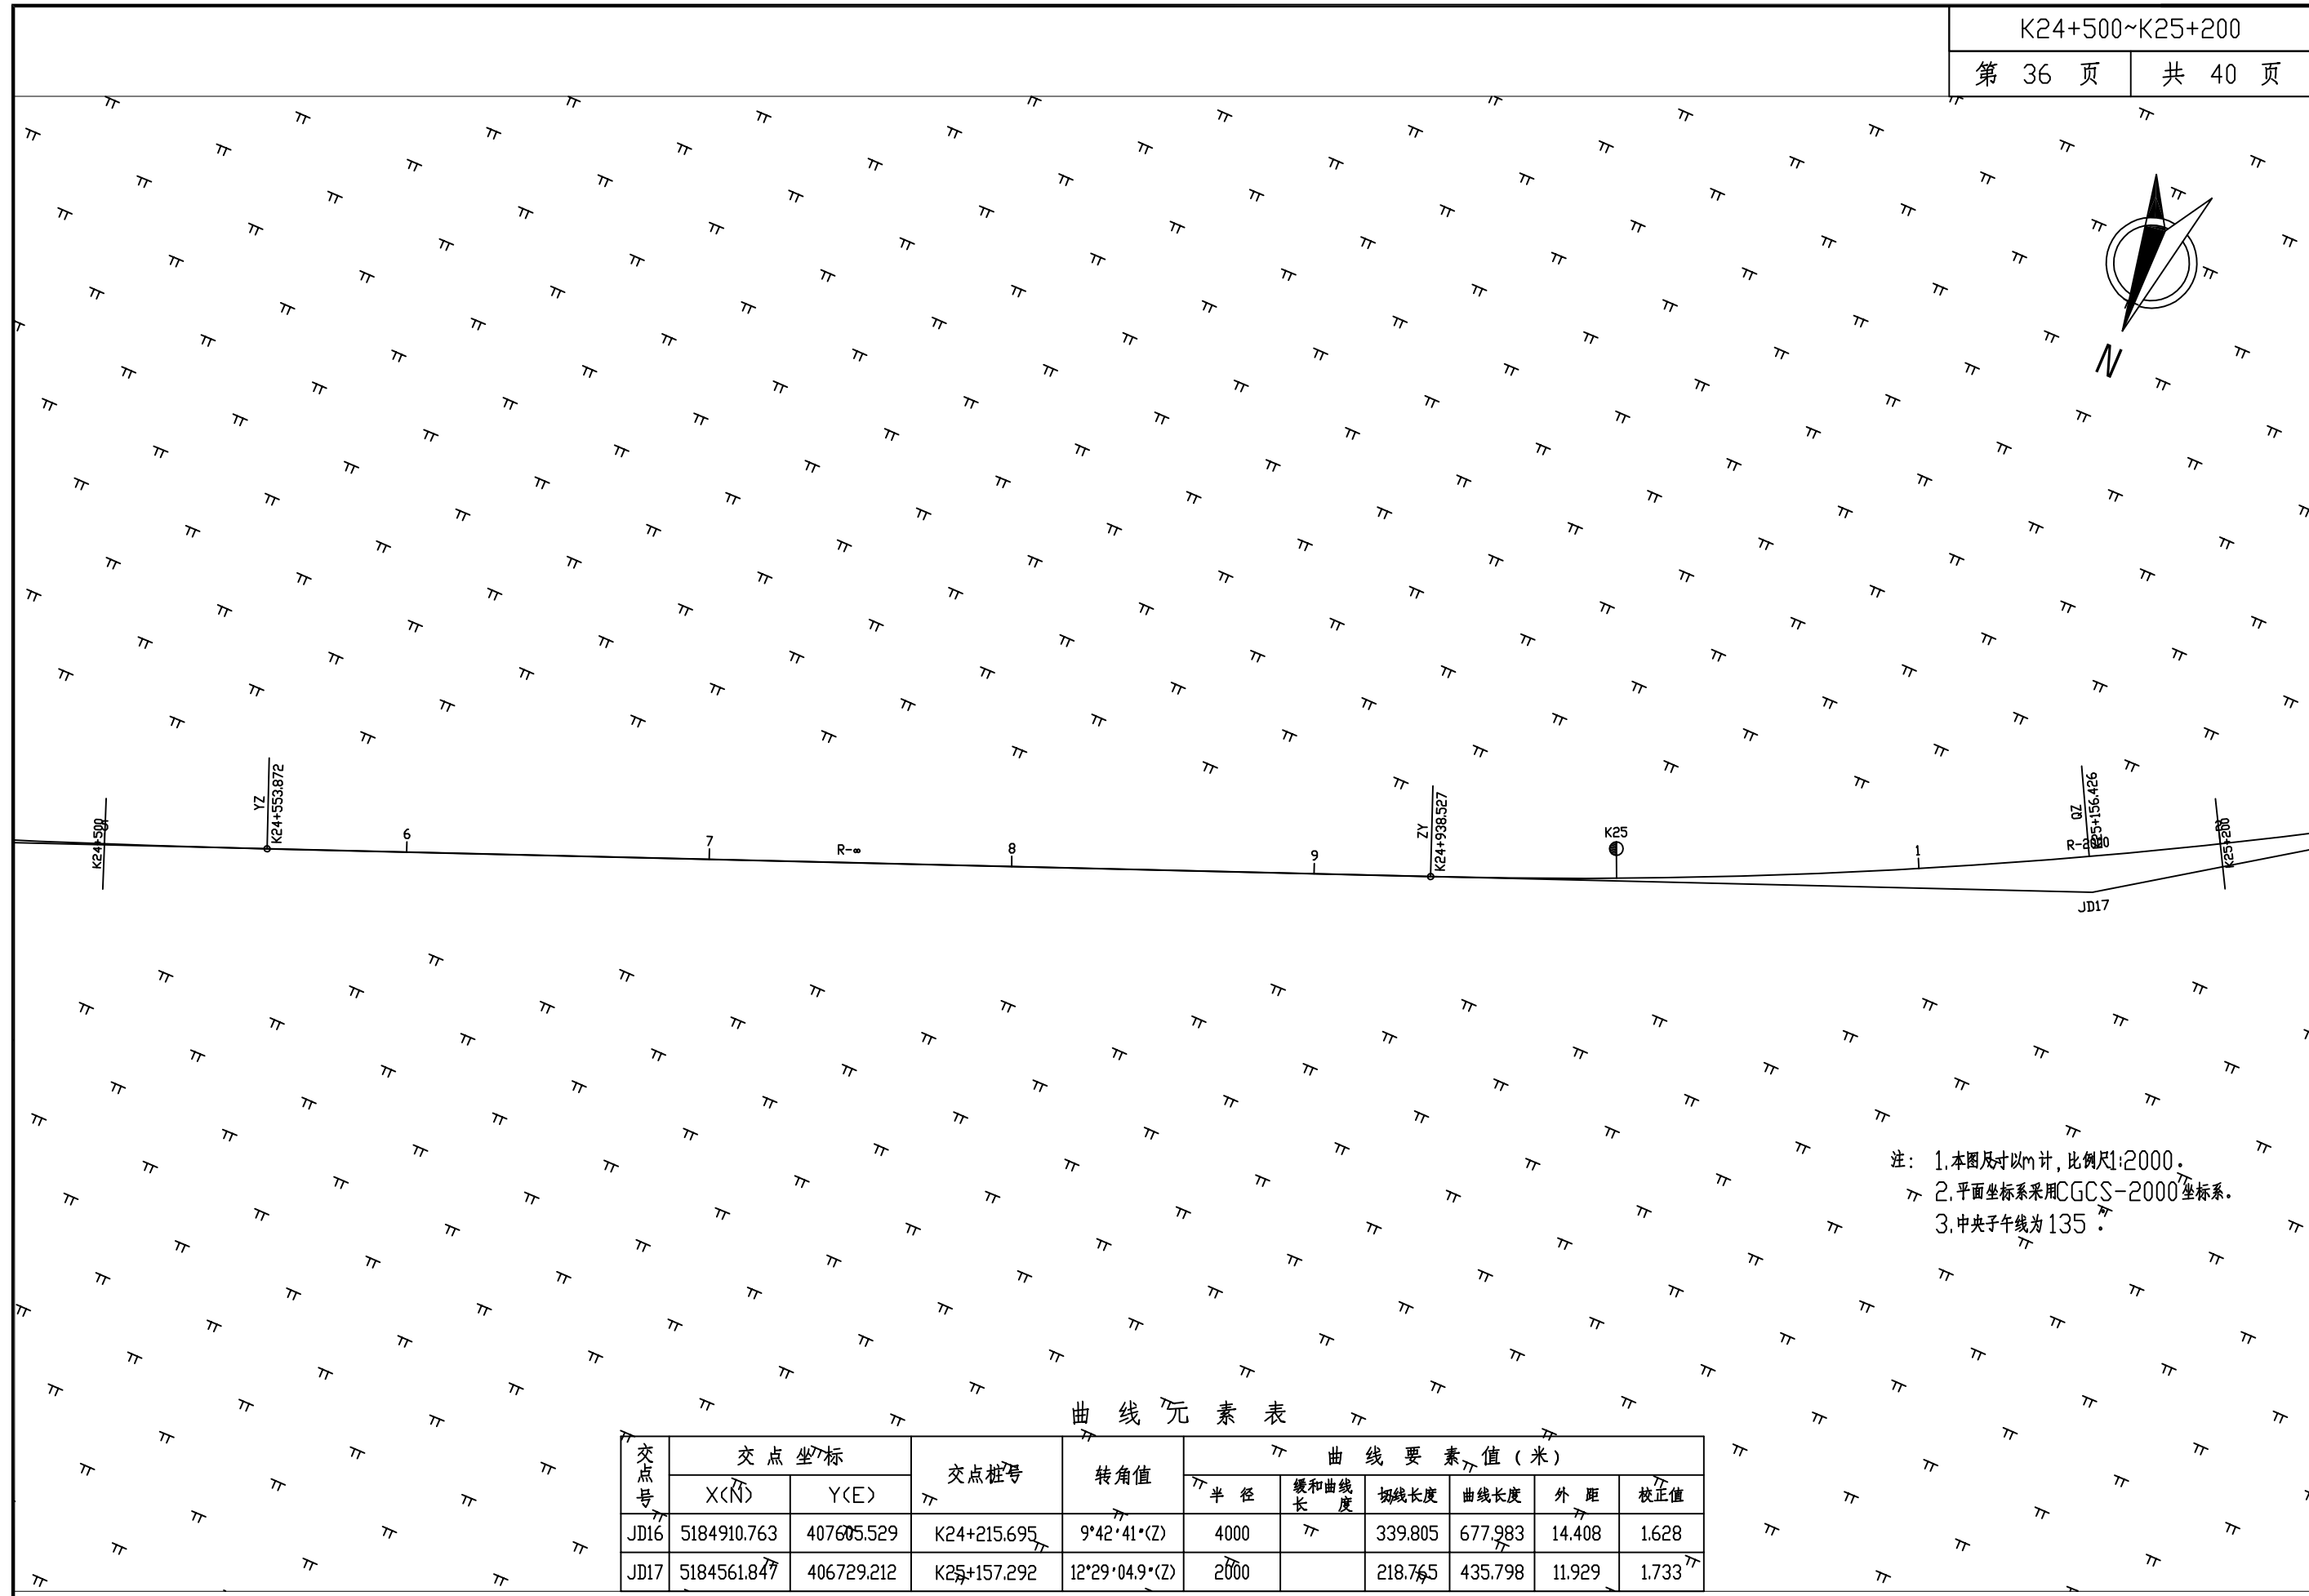 K24+500~K25+200
第 36 页 共 40 页
N
K24+500
5
YZ
K24+553.872
6
7
R-∞
8
9
ZY
K24+938.527
K25
1
QZ
K25+156.426
R-2000
2
K25+200
JD17
注: 1.本图尺寸以m计,比例尺1:2000.
2.平面坐标系采用CGCS-2000坐标系.
3.中央子午线为135°.
曲线元素表
交点号 交点坐标 交点桩号 转角值 曲线要素值(米)
X(N) Y(E) 半径 缓和曲线长度 切线长度 曲线长度 外距 校正值
JD16 5184910.763 407605.529 K24+215.695 9°42'41"(Z) 4000 339.805 677.983 14.408 1.628
JD17 5184561.847 406729.212 K25+157.292 12°29'04.9"(Z) 2000 218.765 435.798 11.929 1.733